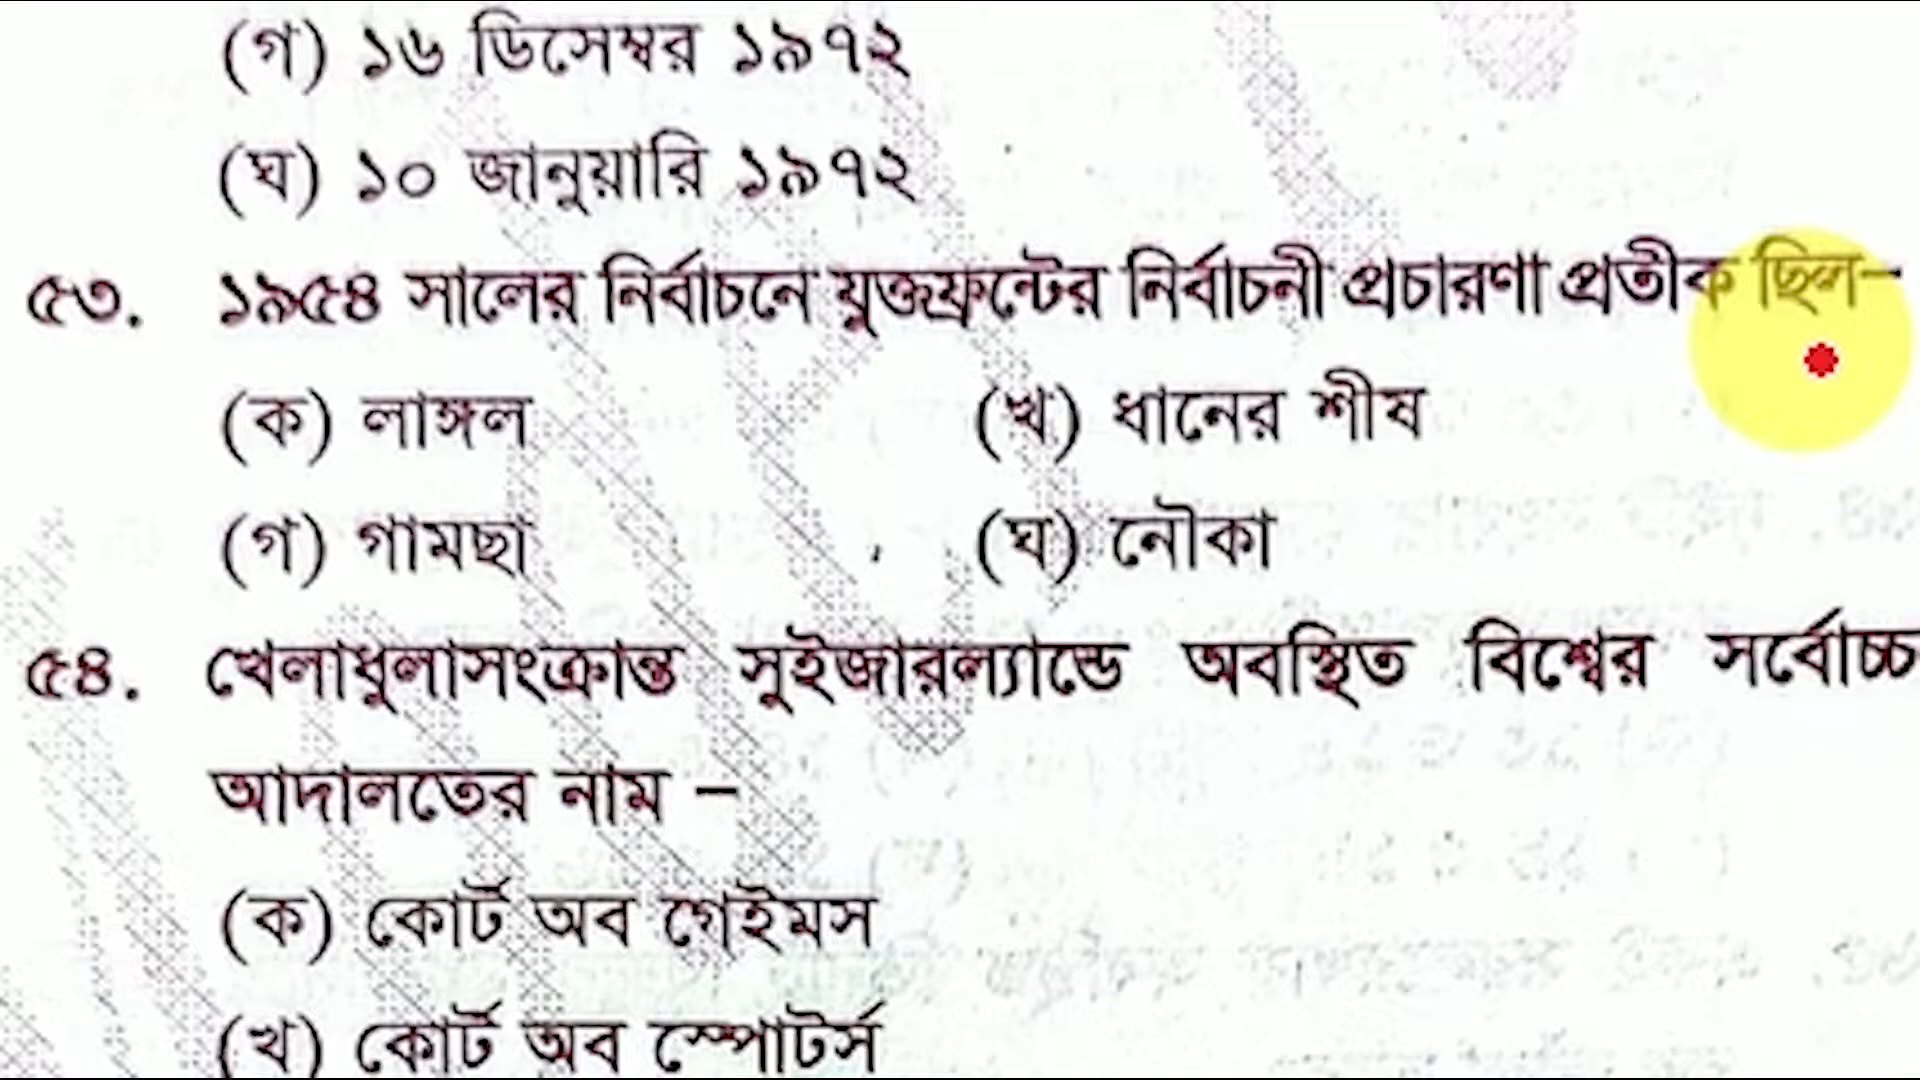 (গ) ১৬ ডিসেম্বর ১৯৭২
(ঘ) ১০ জানুয়ারি ১৯৭২
৫৩. ১৯৫৪ সালের নির্বাচনে যুক্তফ্রন্টের নির্বাচনী প্রচারণা প্রতীক ছিল–
(ক) লাঙ্গল (খ) ধানের শীষ
(গ) গামছা (ঘ) নৌকা
৫৪. খেলাধুলাসংক্রান্ত সুইজারল্যান্ডে অবস্থিত বিশ্বের সর্বোচ্চ
আদালতের নাম –
(ক) কোর্ট অব গেইমস
(খ) কোর্ট অব স্পোটর্স